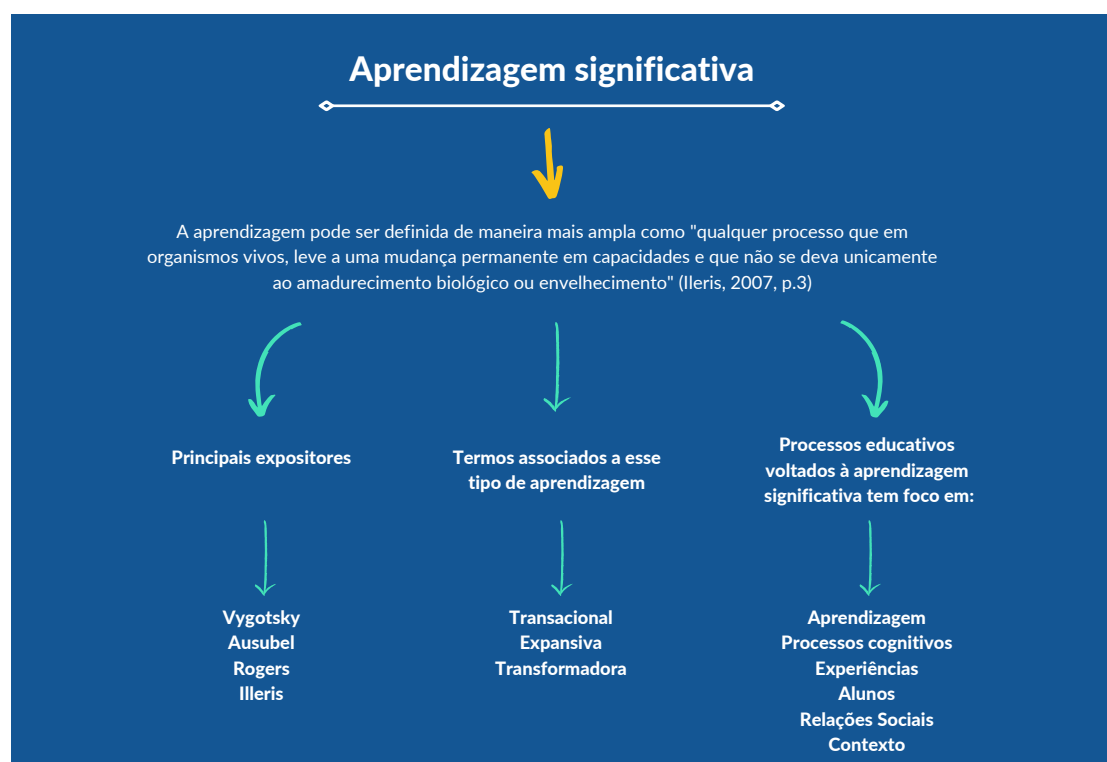 Aprendizagem significativa
A aprendizagem pode ser definida de maneira mais ampla como "qualquer processo que em
organismos vivos, leve a uma mudança permanente em capacidades e que não se deva unicamente
ao amadurecimento biológico ou envelhecimento" (Ileris, 2007, p.3)
Principais expositores
Vygotsky
Ausubel
Rogers
Illeris
Termos associados a esse
tipo de aprendizagem
Transacional
Expansiva
Transformadora
Processos educativos
voltados à aprendizagem
significativa tem foco em:
Aprendizagem
Processos cognitivos
Experiências
Alunos
Relações Sociais
Contexto